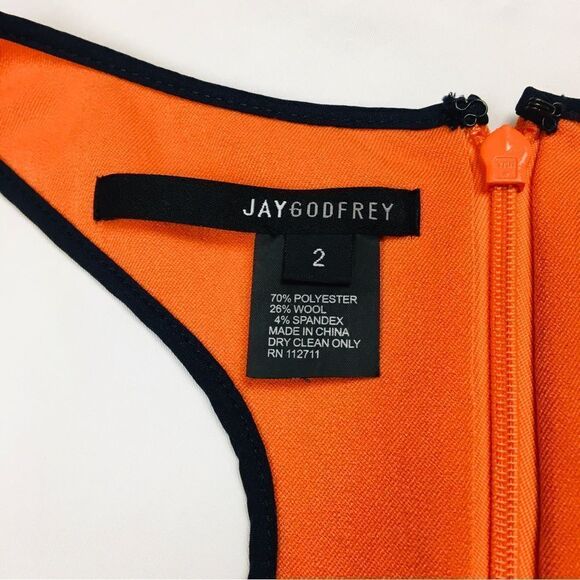 JAYGODFREY
2
70% POLYESTER
26% WOOL
4% SPANDEX
MADE IN CHINA
DRY CLEAN ONLY
RN 112711